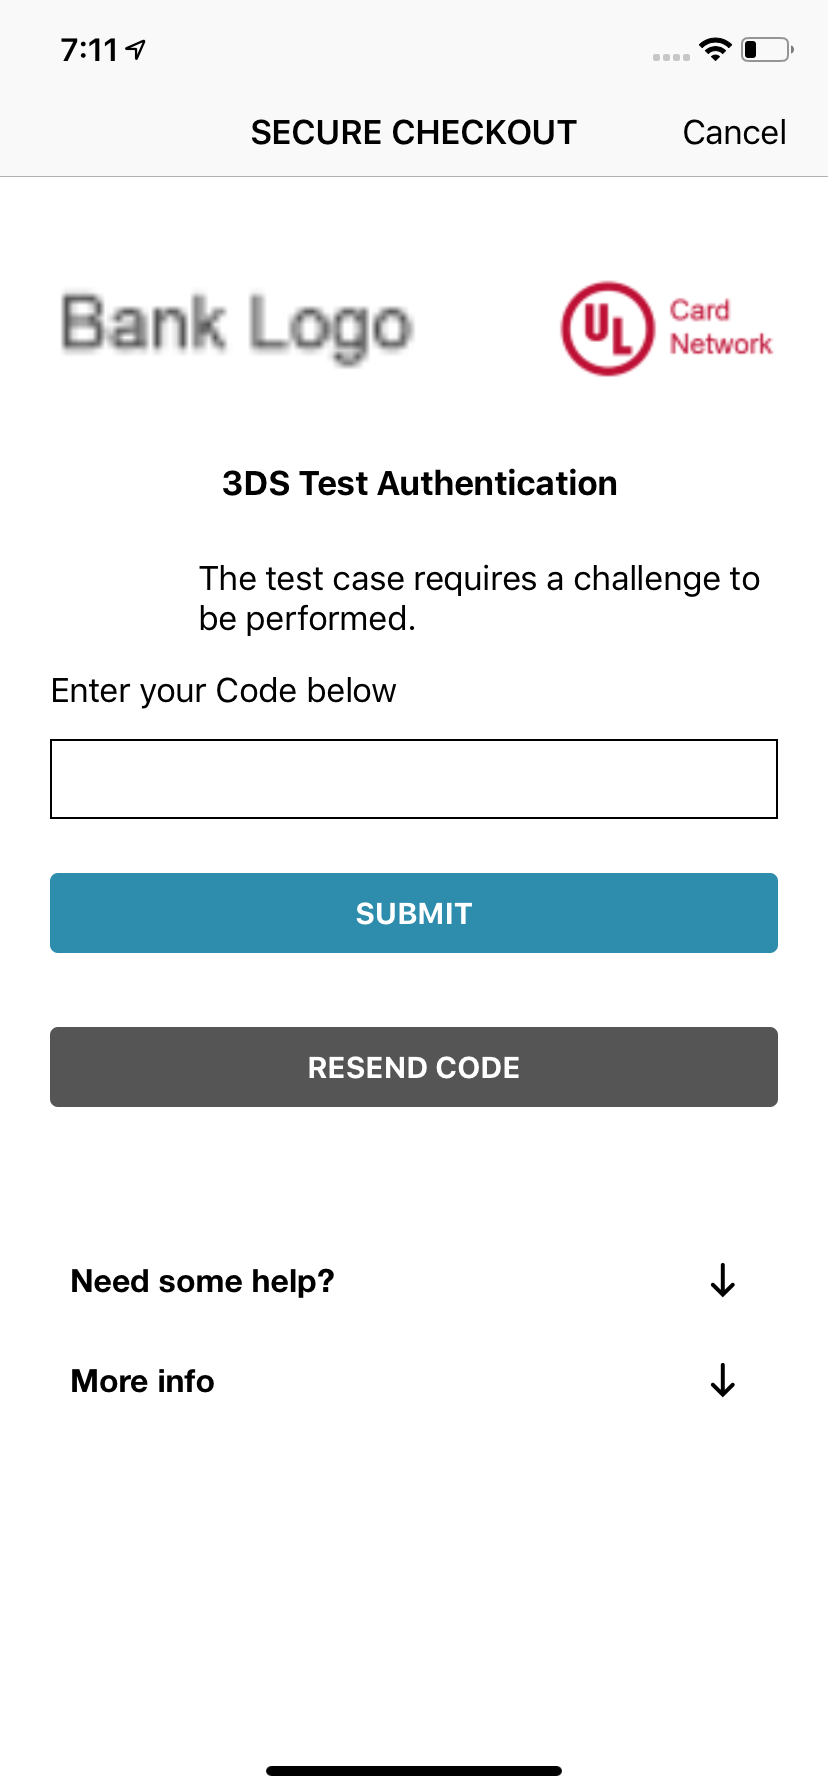 7:11
SECURE CHECKOUT
Cancel
Bank Logo
UL
Card
Network
3DS Test Authentication
The test case requires a challenge to
be performed.
Enter your Code below
SUBMIT
RESEND CODE
Need some help?
More info